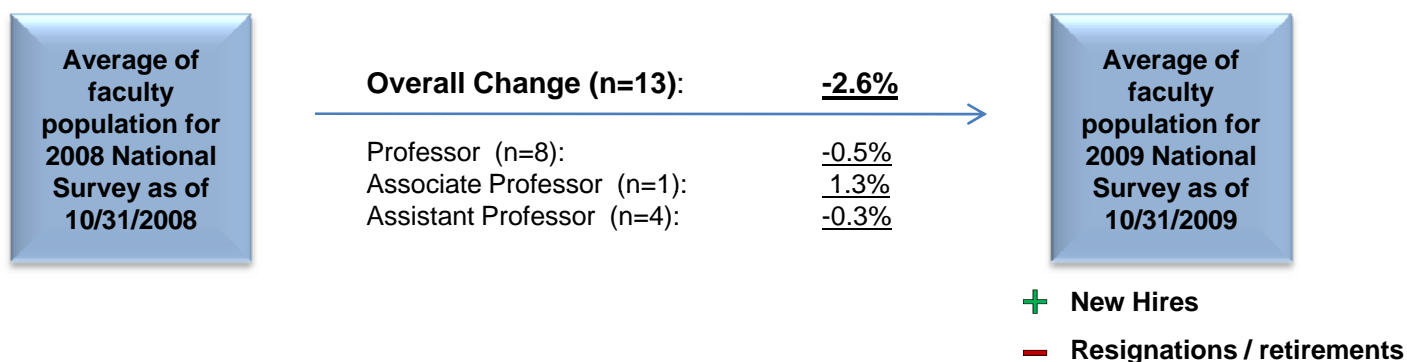 Average of
faculty
population for
2008 National
Survey as of
10/31/2008
Overall Change (n=13): -2.6%
Professor (n=8): -0.5%
Associate Professor (n=1): 1.3%
Assistant Professor (n=4): -0.3%
Average of
faculty
population for
2009 National
Survey as of
10/31/2009
+ New Hires
- Resignations / retirements